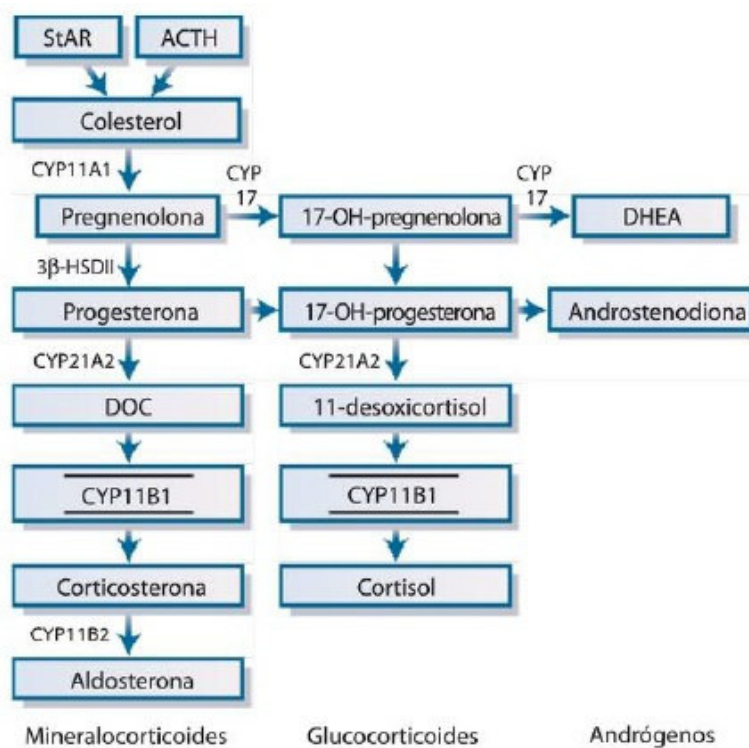 StAR
ACTH
Colesterol
CYP11A1
CYP
17
CYP
17
Pregnenolona
17-OH-pregnenolona
DHEA
3β-HSDII
Progesterona
17-OH-progesterona
Androstenodiona
CYP21A2
CYP21A2
DOC
11-desoxicortisol
CYP11B1
CYP11B1
Corticosterona
Cortisol
CYP11B2
Aldosterona
Mineralocorticoides
Glucocorticoides
Andrógenos